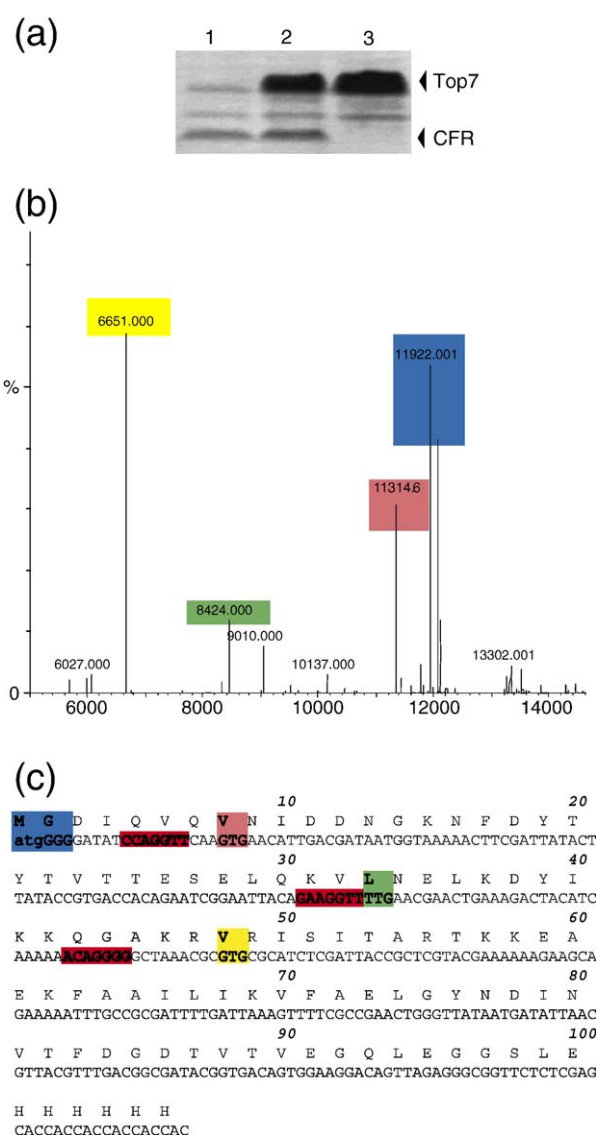 (a)
1 2 3
Top7
CFR
(b)
6651.000
11922.001
%
11314.6
8424.000
9010.000
6027.000
10137.000
13302.001
0
6000 8000 10000 12000 14000
(c)
10 20
M G D I Q V Q V N I D D N G K N F D Y T
atgGGGGATATCCAGGTTCAAGTGAACATTGACGATAATGGTAAAAACTTCGATTATACT
30 40
Y T V T T E S E L Q K V L N E L K D Y I
TATACCGTGACCACAGAATCGGAATTACAGAAGGTTTTGAACGAACTGAAAGACTACATC
50 60
K K Q G A K R V R I S I T A R T K K E A
AAAAAACAGGGGGCTAAACGCGTGCGCATCTCGATTACCGCTCGTACGAAAAAAGAAGCA
70 80
E K F A A I L I K V F A E L G Y N D I N
GAAAAATTTGCCGCGATTTTGATTAAAGTTTTCGCCGAACTGGGTTATAATGATATTAAC
90 100
V T F D G D T V T V E G Q L E G G S L E
GTTACGTTTGACGGCGATACGGTGACAGTGGAAGGACAGTTAGAGGGCGGTTCTCTCGAG
H H H H H H
CACCACCACCACCACCAC